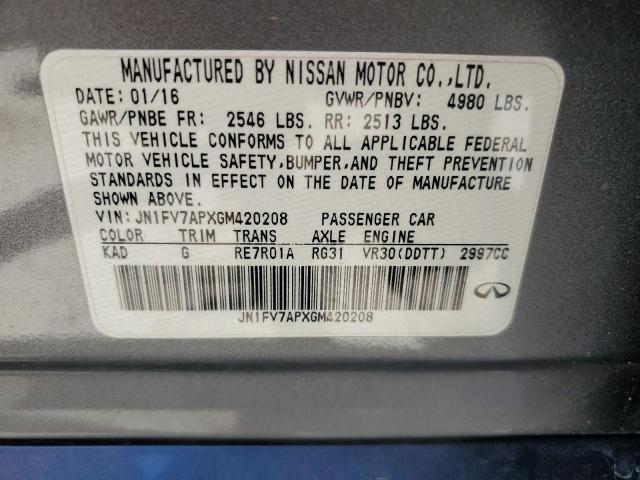 MANUFACTURED BY NISSAN MOTOR CO.,LTD.
DATE: 01/16 GVWR/PNBV: 4980 LBS.
GAWR/PNBE FR: 2546 LBS. RR: 2513 LBS.
THIS VEHICLE CONFORMS TO ALL APPLICABLE FEDERAL
MOTOR VEHICLE SAFETY,BUMPER,AND THEFT PREVENTION
STANDARDS IN EFFECT ON THE DATE OF MANUFACTURE
SHOWN ABOVE.
VIN: JN1FV7APXGM420208 PASSENGER CAR
COLOR TRIM TRANS AXLE ENGINE
KAD G RE7R01A RG31 VR30(DDTT) 2997CC
JN1FV7APXGM420208